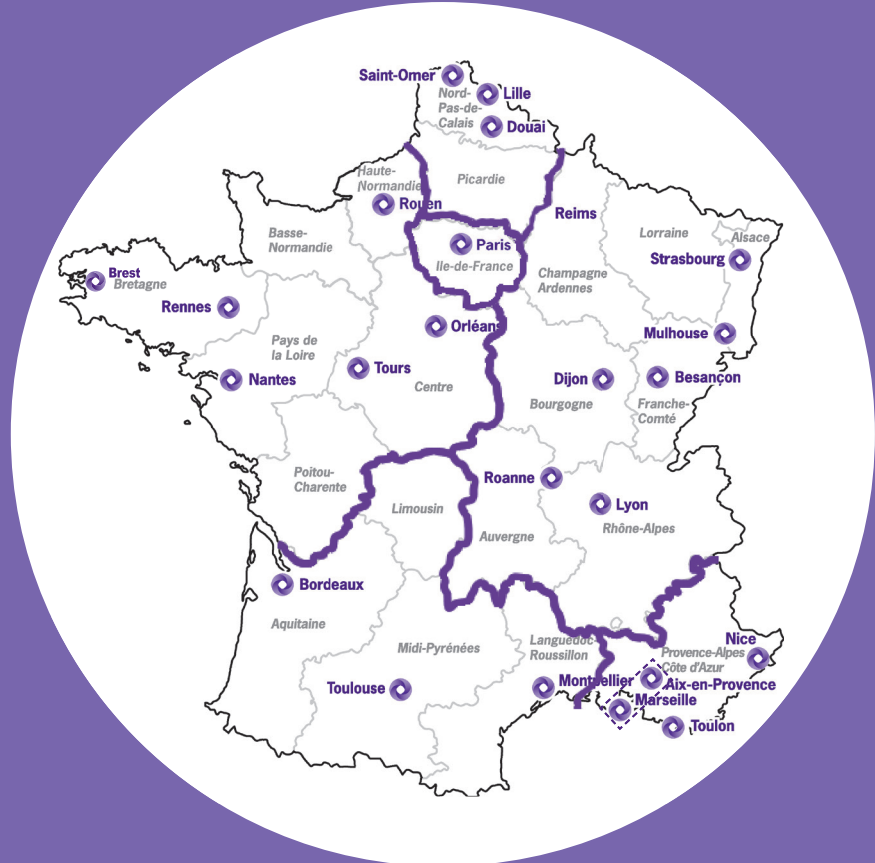 Saint-Omer
Lille
Nord-
Pas-de-
Calais
Douai
Haute-
Normandie
Picardie
Rouen
Reims
Basse-
Normandie
Paris
Ile-de-France
Lorraine
Alsace
Strasbourg
Champagne
Ardennes
Brest
Bretagne
Rennes
Orléans
Pays de
la Loire
Mulhouse
Tours
Nantes
Centre
Dijon
Besançon
Bourgogne
Franche-
Comté
Poitou-
Charente
Roanne
Limousin
Lyon
Rhône-Alpes
Auvergne
Bordeaux
Aquitaine
Midi-Pyrénées
Languedoc-
Roussillon
Nice
Provence-Alpes
Côte d'Azur
Toulouse
Montpellier
Aix-en-Provence
Marseille
Toulon